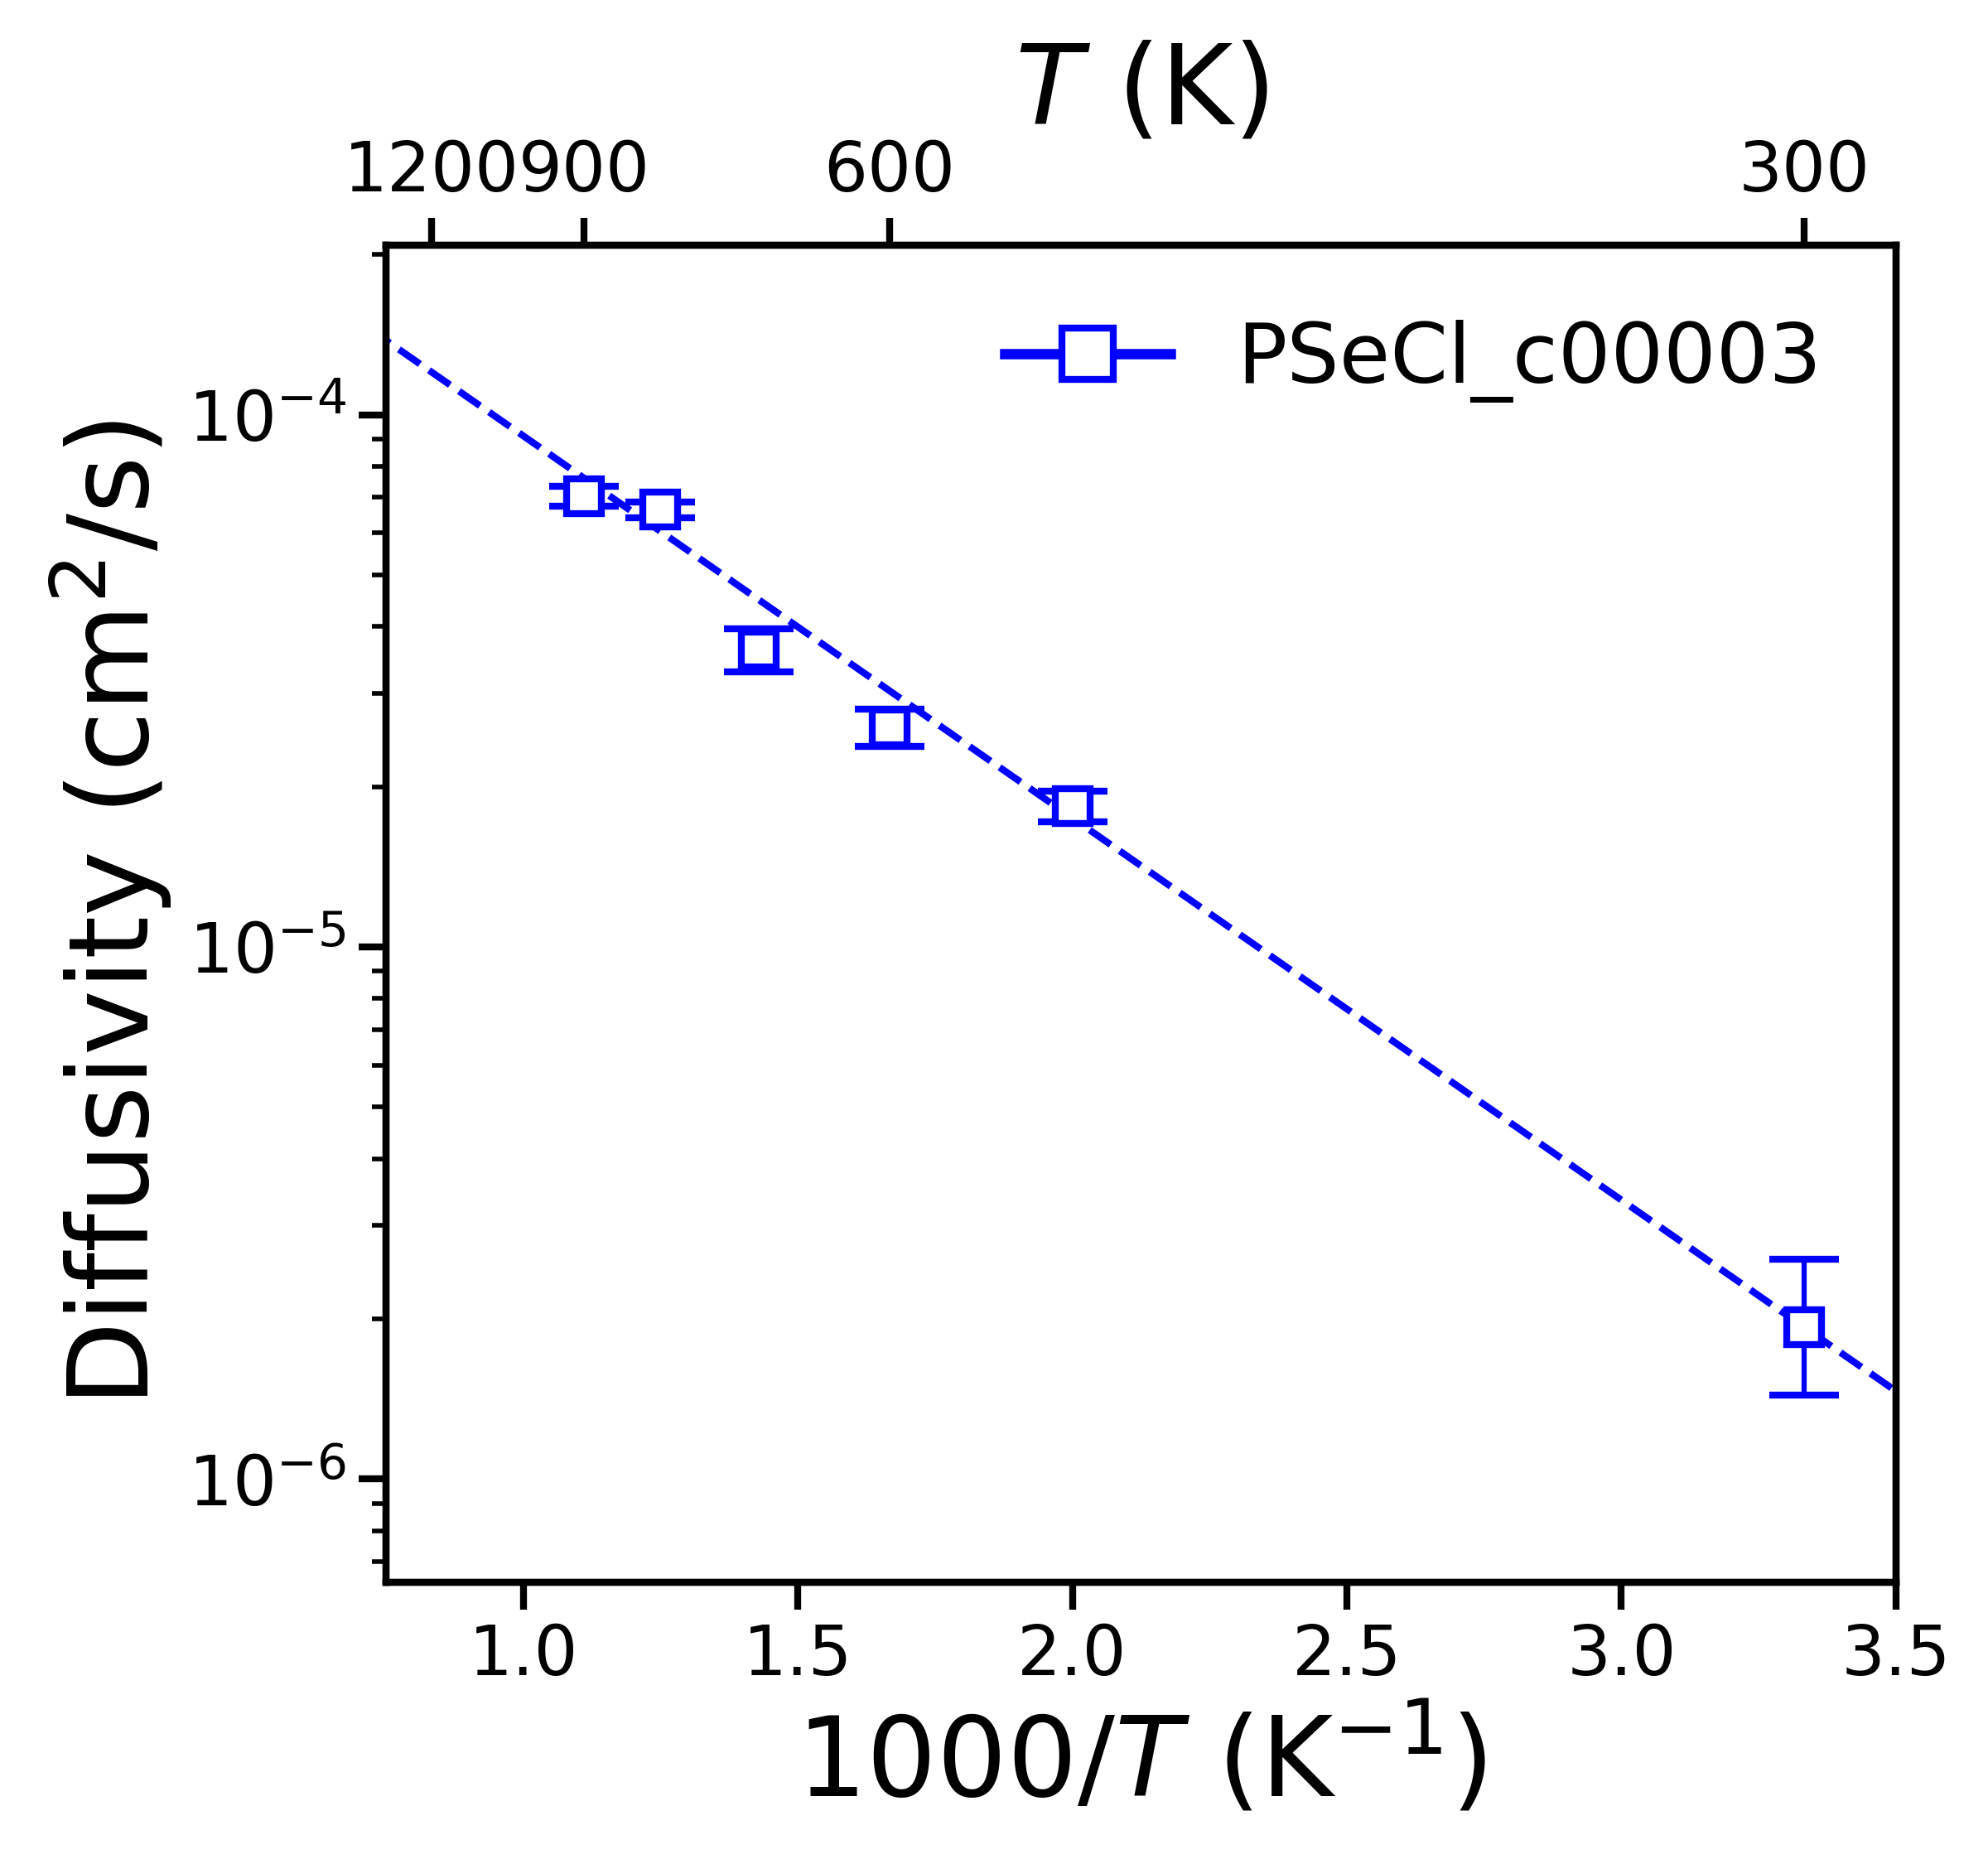 T (K)
1200 900 600 300
PSeCl_c00003
Diffusivity (cm²/s)
10⁻⁴
10⁻⁵
10⁻⁶
1.0 1.5 2.0 2.5 3.0 3.5
1000/T (K⁻¹)